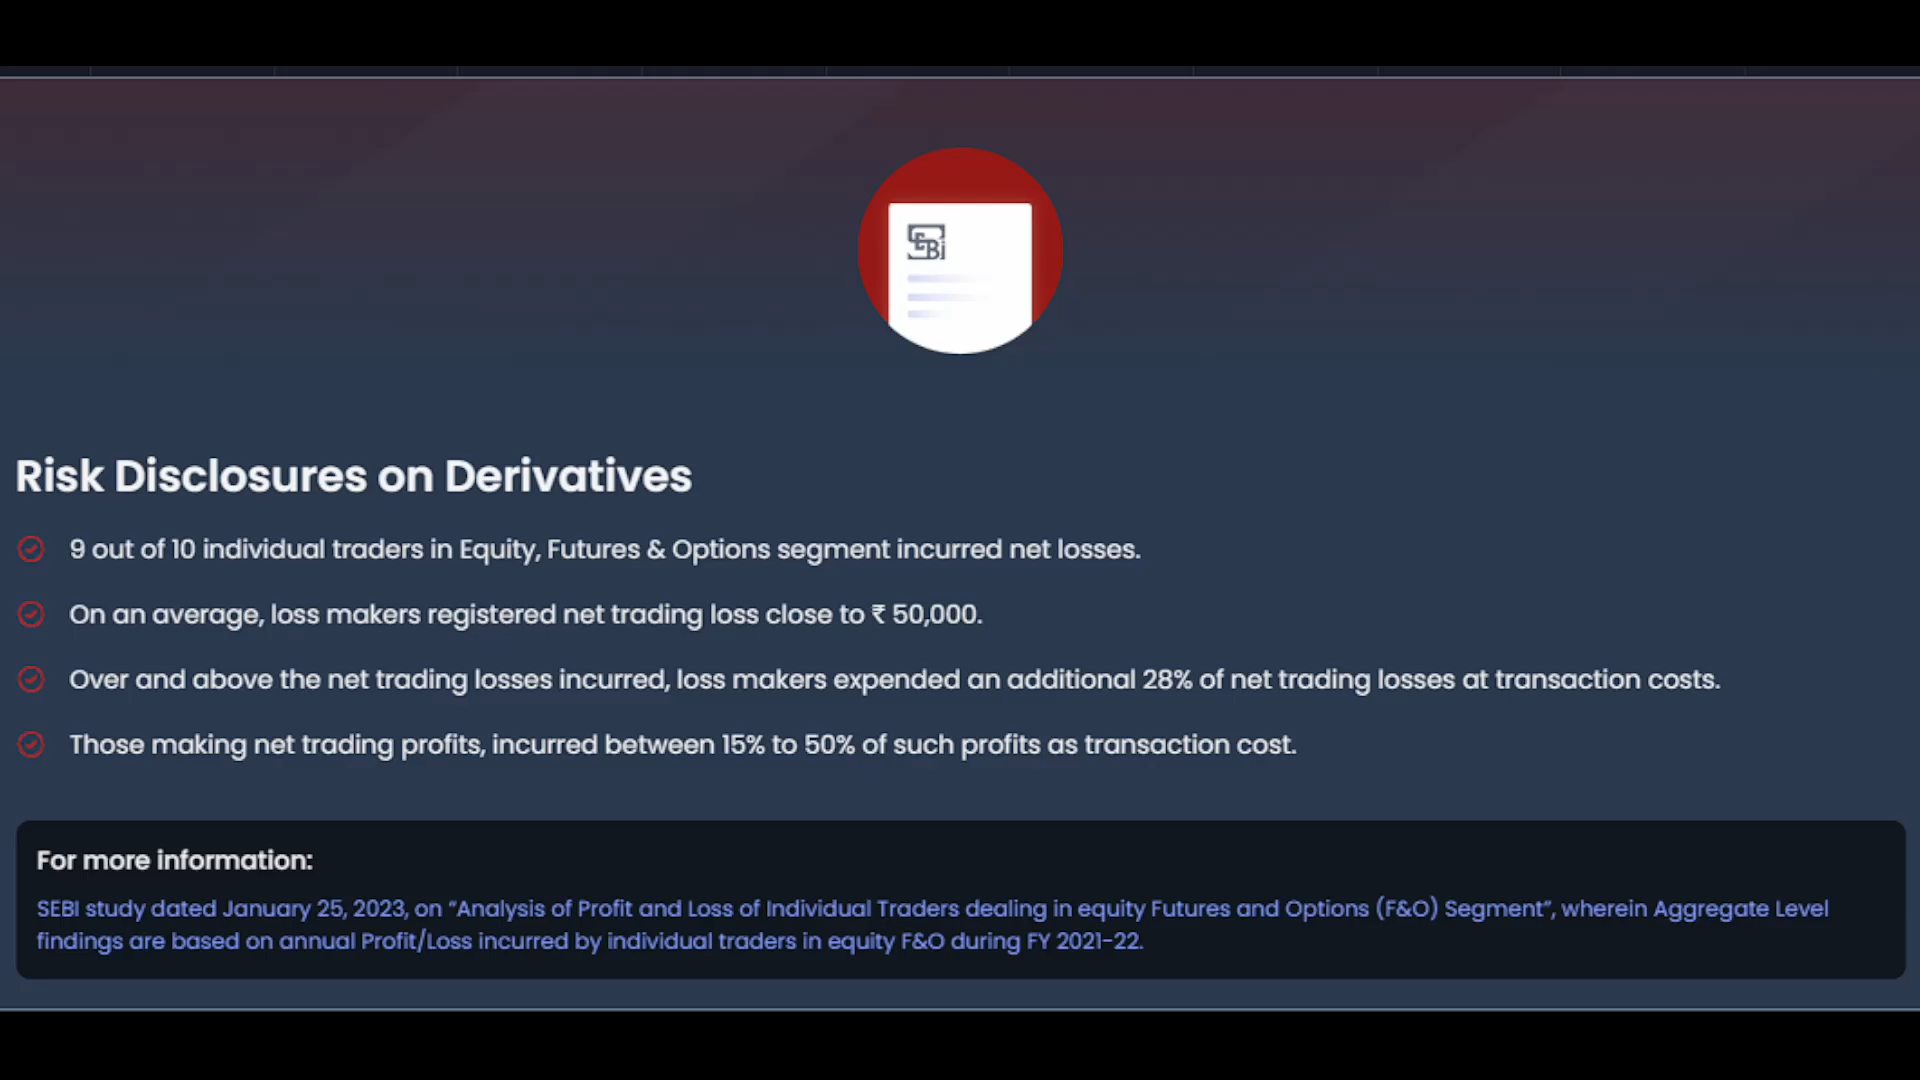 SEBI
Risk Disclosures on Derivatives
9 out of 10 individual traders in Equity, Futures & Options segment incurred net losses.
On an average, loss makers registered net trading loss close to ₹ 50,000.
Over and above the net trading losses incurred, loss makers expended an additional 28% of net trading losses at transaction costs.
Those making net trading profits, incurred between 15% to 50% of such profits as transaction cost.
For more information:
SEBI study dated January 25, 2023, on “Analysis of Profit and Loss of Individual Traders dealing in equity Futures and Options (F&O) Segment”, wherein Aggregate Level
findings are based on annual Profit/Loss incurred by individual traders in equity F&O during FY 2021-22.